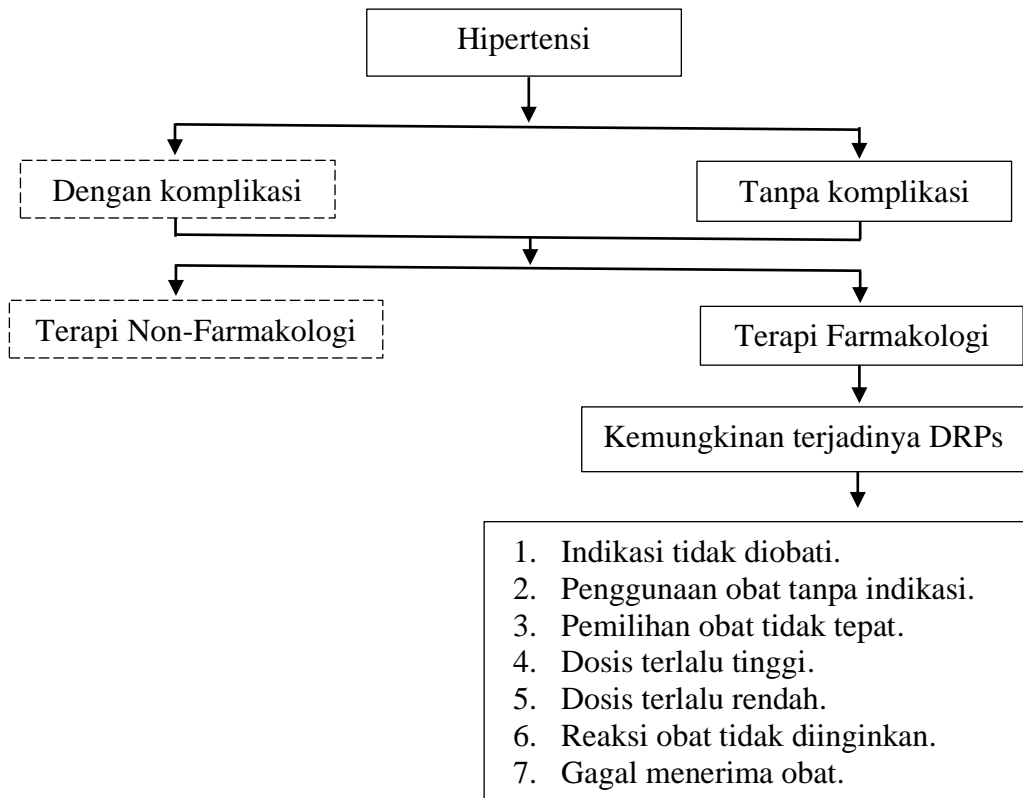 Hipertensi
Dengan komplikasi
Tanpa komplikasi
Terapi Non-Farmakologi
Terapi Farmakologi
Kemungkinan terjadinya DRPs
1. Indikasi tidak diobati.
2. Penggunaan obat tanpa indikasi.
3. Pemilihan obat tidak tepat.
4. Dosis terlalu tinggi.
5. Dosis terlalu rendah.
6. Reaksi obat tidak diinginkan.
7. Gagal menerima obat.